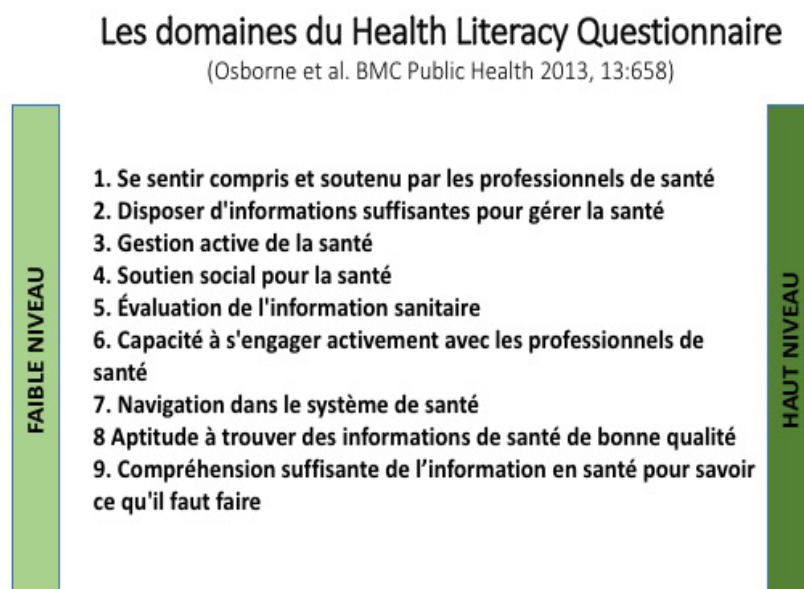 Les domaines du Health Literacy Questionnaire
(Osborne et al. BMC Public Health 2013, 13:658)
FAIBLE NIVEAU
1. Se sentir compris et soutenu par les professionnels de santé
2. Disposer d'informations suffisantes pour gérer la santé
3. Gestion active de la santé
4. Soutien social pour la santé
5. Évaluation de l'information sanitaire
6. Capacité à s'engager activement avec les professionnels de
santé
7. Navigation dans le système de santé
8 Aptitude à trouver des informations de santé de bonne qualité
9. Compréhension suffisante de l’information en santé pour savoir
ce qu'il faut faire
HAUT NIVEAU